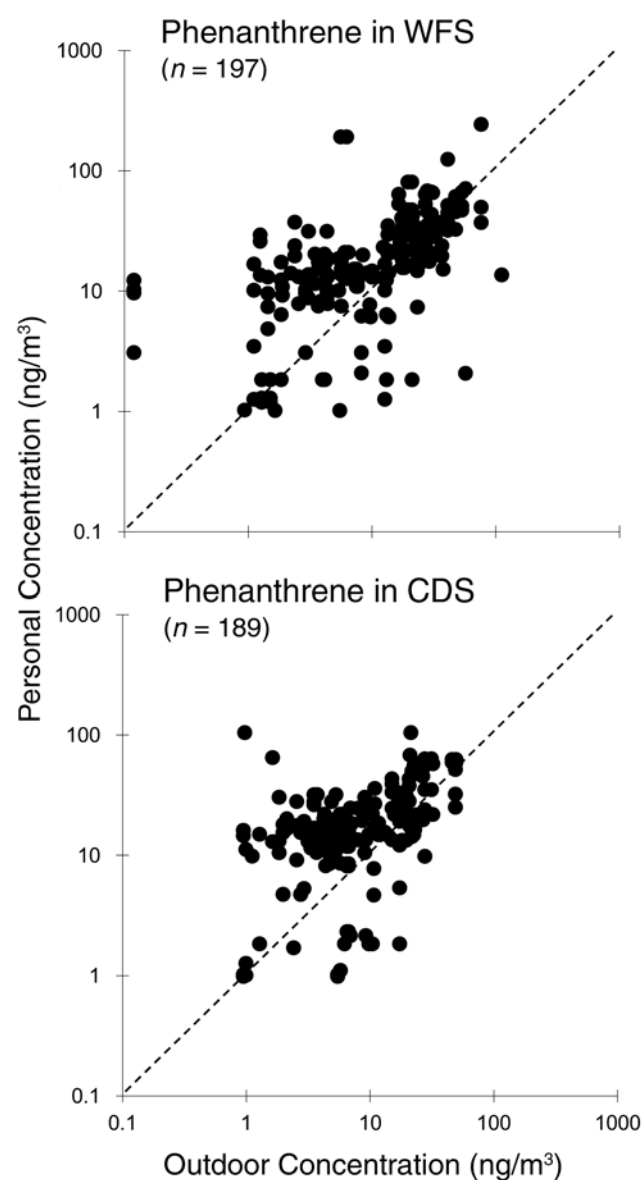 Phenanthrene in WFS
(n = 197)
1000
100
10
1
0.1
Personal Concentration (ng/m³)
Phenanthrene in CDS
(n = 189)
1000
100
10
1
0.1
0.1 1 10 100 1000
Outdoor Concentration (ng/m³)